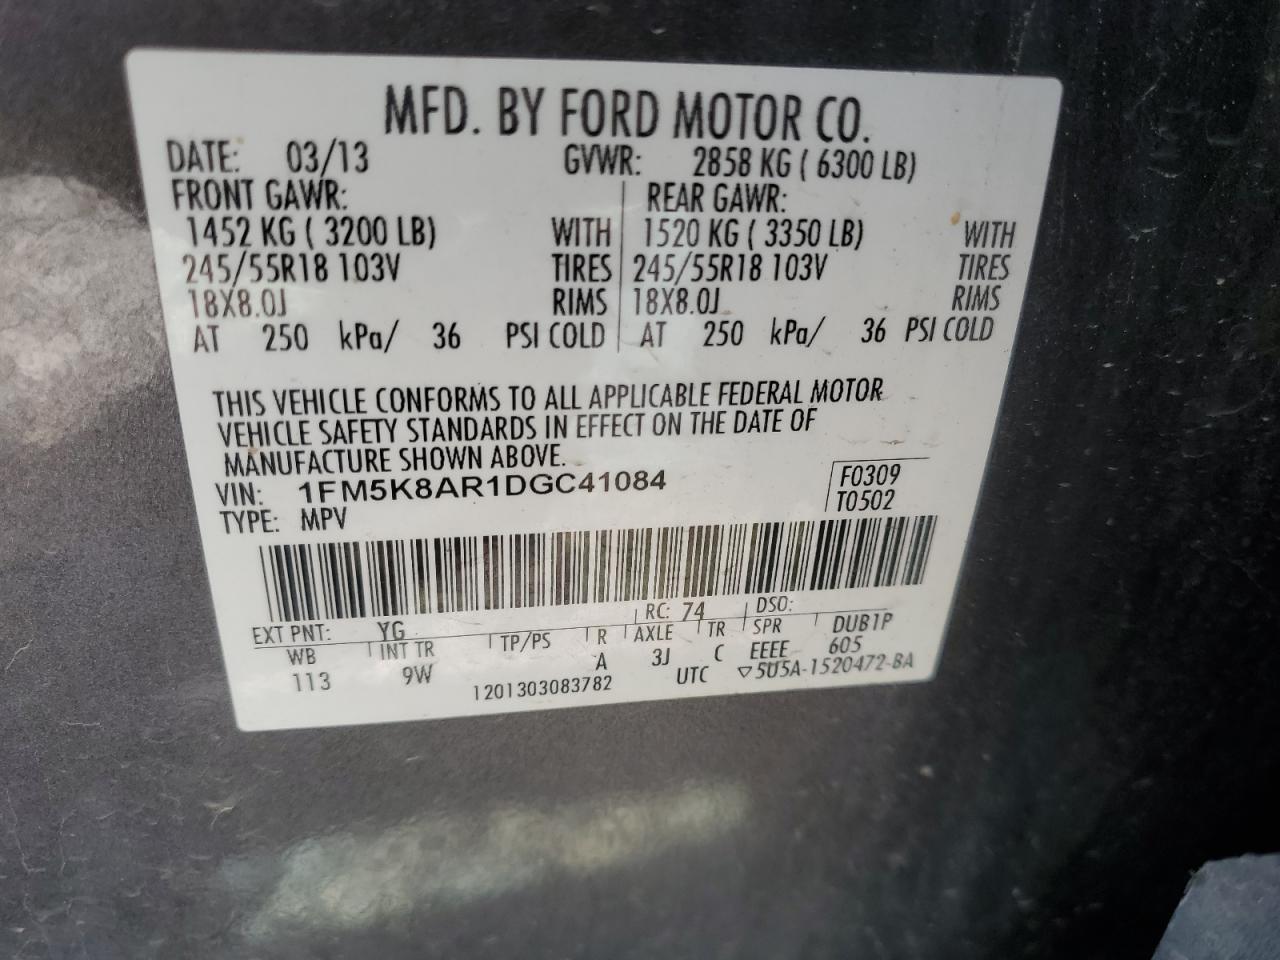 MFD. BY FORD MOTOR CO.
DATE: 03/13 GVWR: 2858 KG ( 6300 LB)
FRONT GAWR: REAR GAWR:
1452 KG ( 3200 LB) WITH 1520 KG ( 3350 LB) WITH
245/55R18 103V TIRES 245/55R18 103V TIRES
18X8.0J RIMS 18X8.0J RIMS
AT 250 kPa/ 36 PSI COLD AT 250 kPa/ 36 PSI COLD
THIS VEHICLE CONFORMS TO ALL APPLICABLE FEDERAL MOTOR
VEHICLE SAFETY STANDARDS IN EFFECT ON THE DATE OF
MANUFACTURE SHOWN ABOVE.
VIN: 1FM5K8AR1DGC41084 F0309
TYPE: MPV T0502
EXT PNT: YG RC: 74 DSO:
WB INT TR TP/PS R AXLE TR SPR DUB1P
113 9W A 3J C EEEE 605
1201303083782 UTC ▽5U5A-1520472-BA